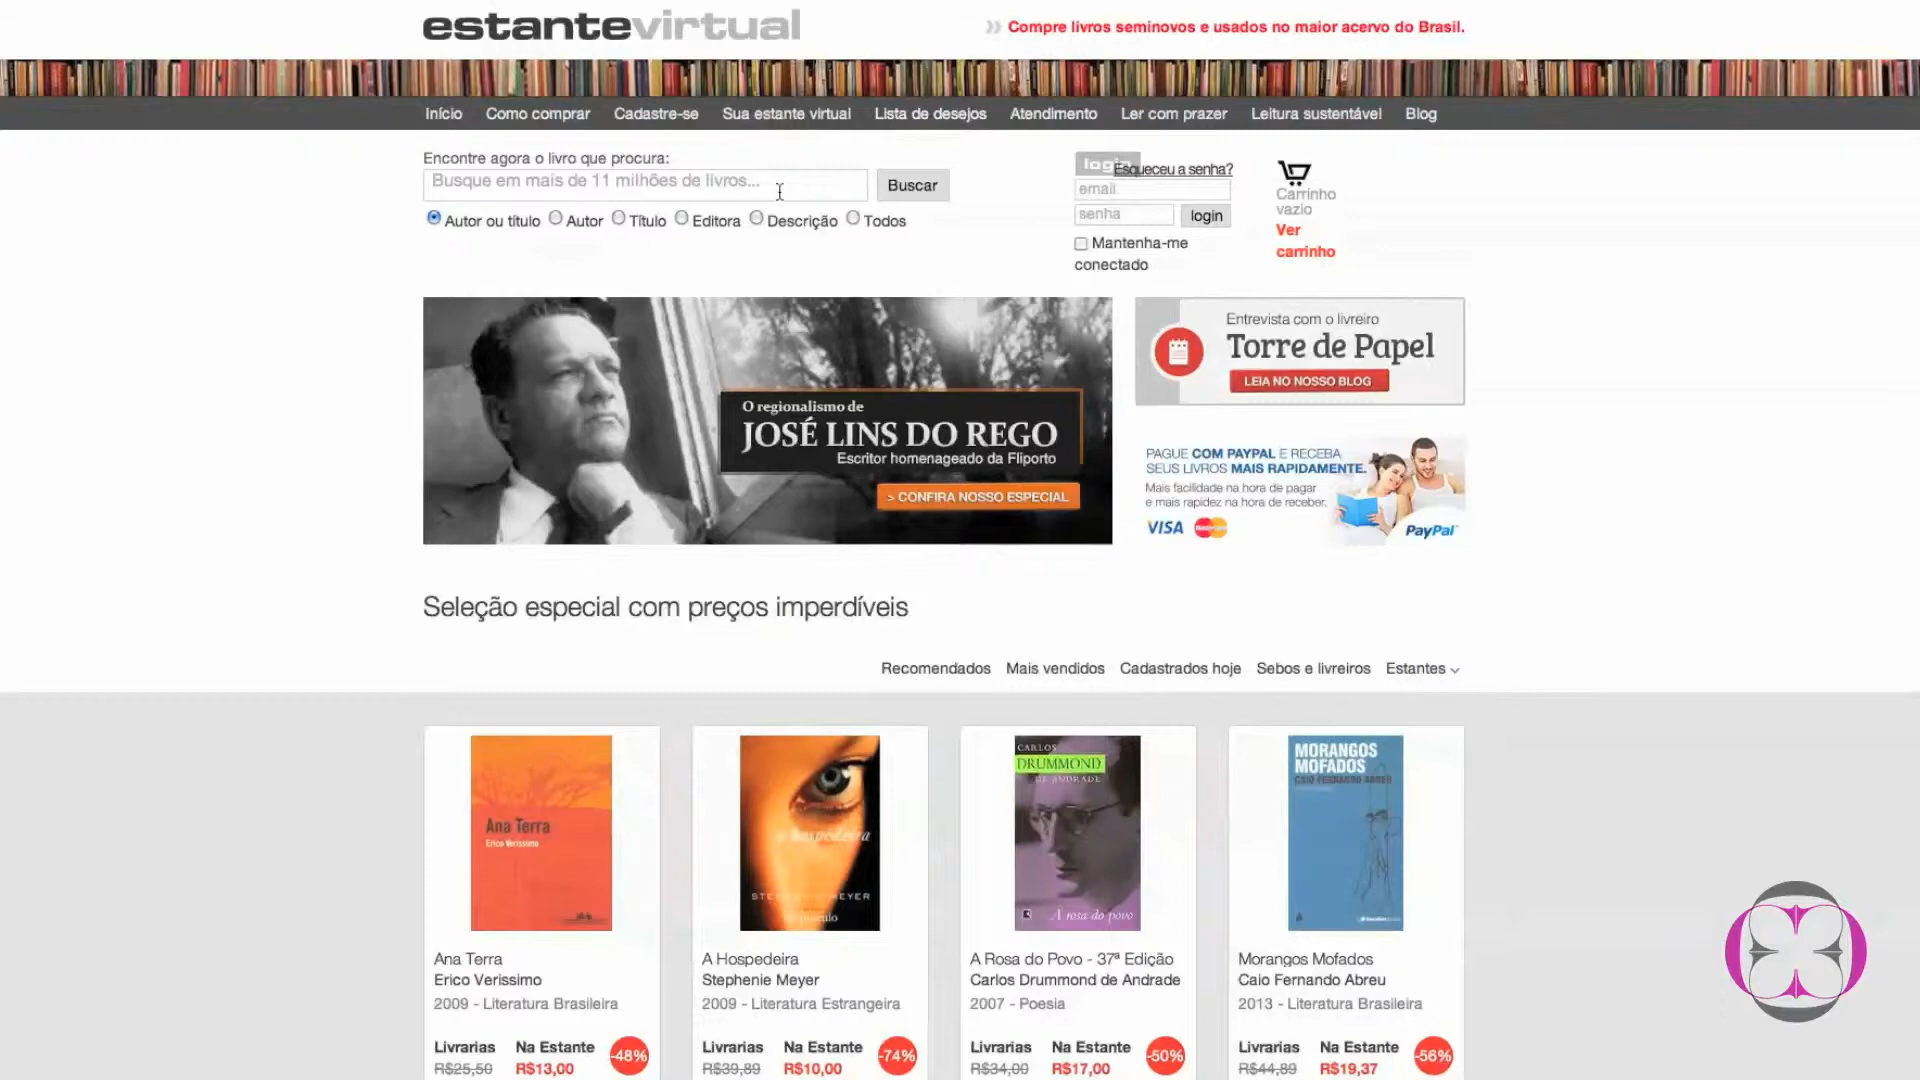 estantevirtual
Compre livros seminovos e usados no maior acervo do Brasil.
Início Como comprar Cadastre-se Sua estante virtual Lista de desejos Atendimento Ler com prazer Leitura sustentável Blog
Encontre agora o livro que procura:
Busque em mais de 11 milhões de livros...
Buscar
Autor ou título Autor Título Editora Descrição Todos
login
Esqueceu a senha?
email
senha
login
Mantenha-me
conectado
Carrinho
vazio
Ver
carrinho
O regionalismo de
JOSÉ LINS DO REGO
Escritor homenageado da Fliporto
> CONFIRA NOSSO ESPECIAL
Entrevista com o livreiro
Torre de Papel
LEIA NO NOSSO BLOG
PAGUE COM PAYPAL E RECEBA
SEUS LIVROS MAIS RAPIDAMENTE.
Mais facilidade na hora de pagar
e mais rapidez na hora de receber.
VISA
PayPal
Seleção especial com preços imperdíveis
Recomendados Mais vendidos Cadastrados hoje Sebos e livreiros Estantes
Ana Terra
Erico Verissimo
a hospedeira
STEPHENIE MEYER
CARLOS
DRUMMOND
DE ANDRADE
A rosa do povo
MORANGOS
MOFADOS
CAIO FERNANDO ABREU
Ana Terra
Erico Verissimo
2009 - Literatura Brasileira
Livrarias Na Estante
R$25,50 R$13,00
-48%
A Hospedeira
Stephenie Meyer
2009 - Literatura Estrangeira
Livrarias Na Estante
R$39,89 R$10,00
-74%
A Rosa do Povo - 37ª Edição
Carlos Drummond de Andrade
2007 - Poesia
Livrarias Na Estante
R$34,00 R$17,00
-50%
Morangos Mofados
Caio Fernando Abreu
2013 - Literatura Brasileira
Livrarias Na Estante
R$44,89 R$19,37
-56%